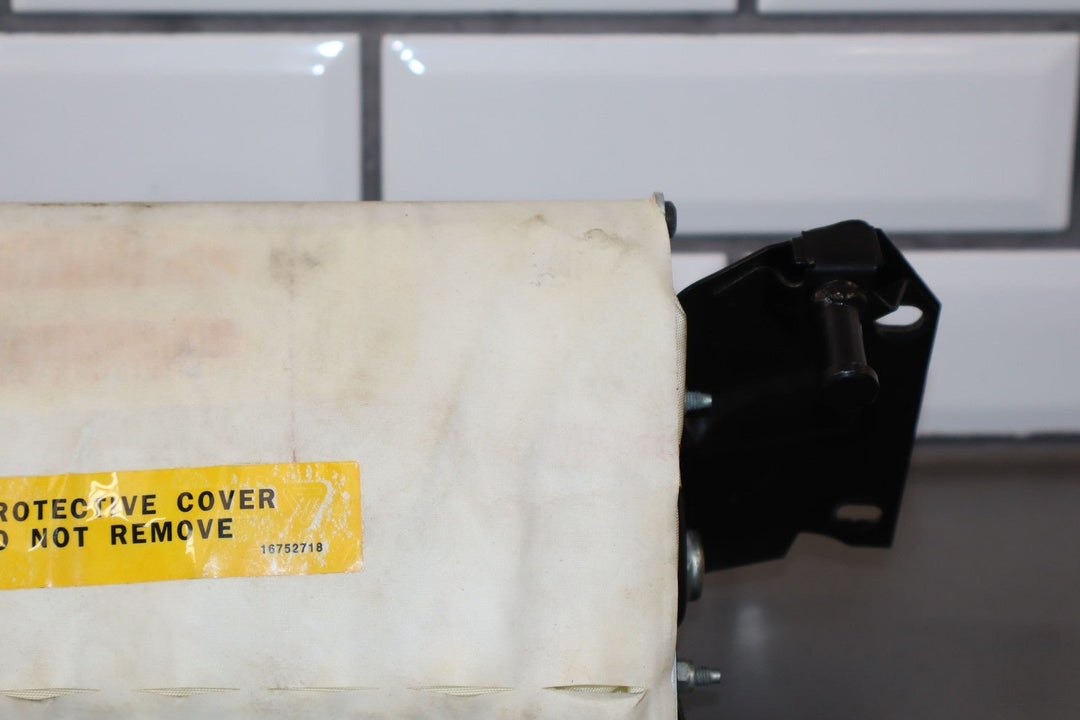 ROTECTIVE COVER
O NOT REMOVE
16752718